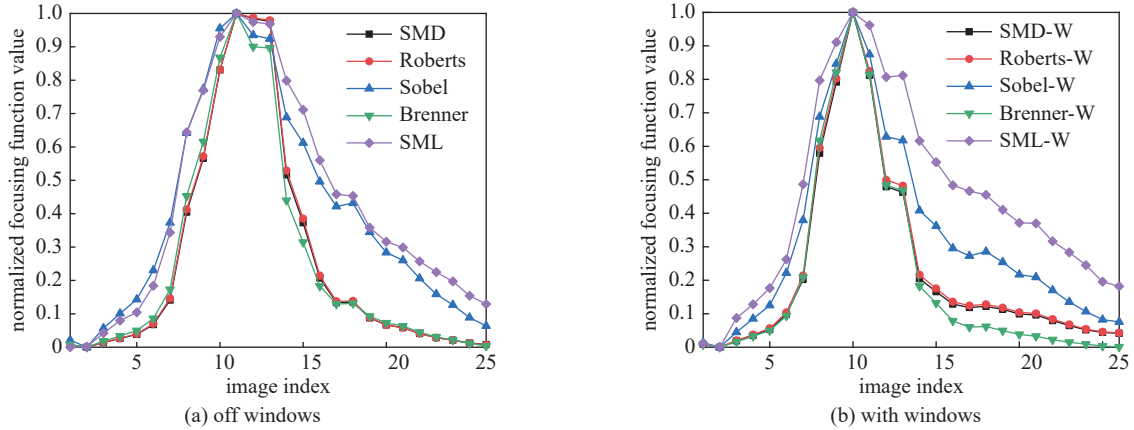 normalized focusing function value
1.0
0.9
0.8
0.7
0.6
0.5
0.4
0.3
0.2
0.1
0
5
10
15
20
25
image index
SMD
Roberts
Sobel
Brenner
SML
(a) off windows
normalized focusing function value
1.0
0.9
0.8
0.7
0.6
0.5
0.4
0.3
0.2
0.1
0
5
10
15
20
25
image index
SMD-W
Roberts-W
Sobel-W
Brenner-W
SML-W
(b) with windows